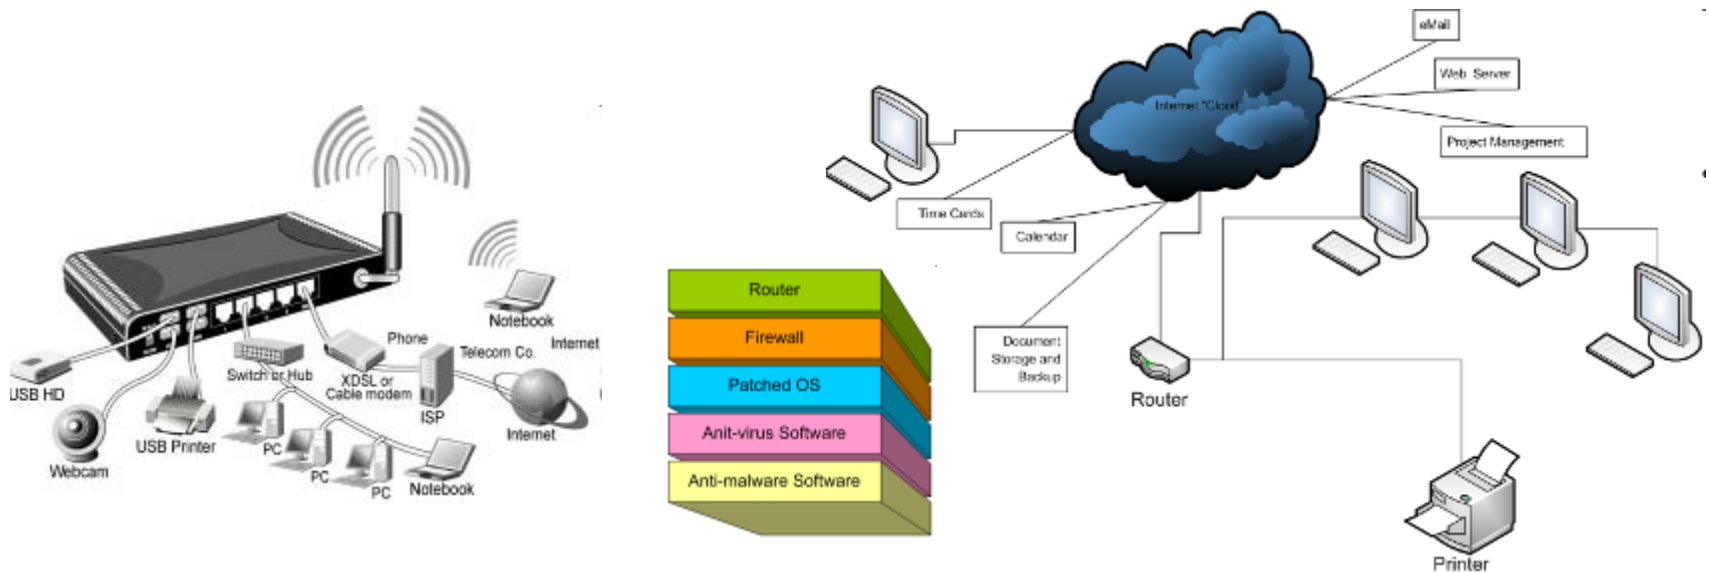 Notebook
Internet
Phone
Telecom Co.
Switch or Hub
XDSL or
Cable modem
ISP
Internet
USB HD
Webcam
USB Printer
PC
PC
PC
Notebook
Router
Firewall
Patched OS
Anit-virus Software
Anti-malware Software
Internet "Cloud"
eMail
Web Server
Project Management
Time Cards
Calendar
Document
Storage and
Backup
Router
Printer